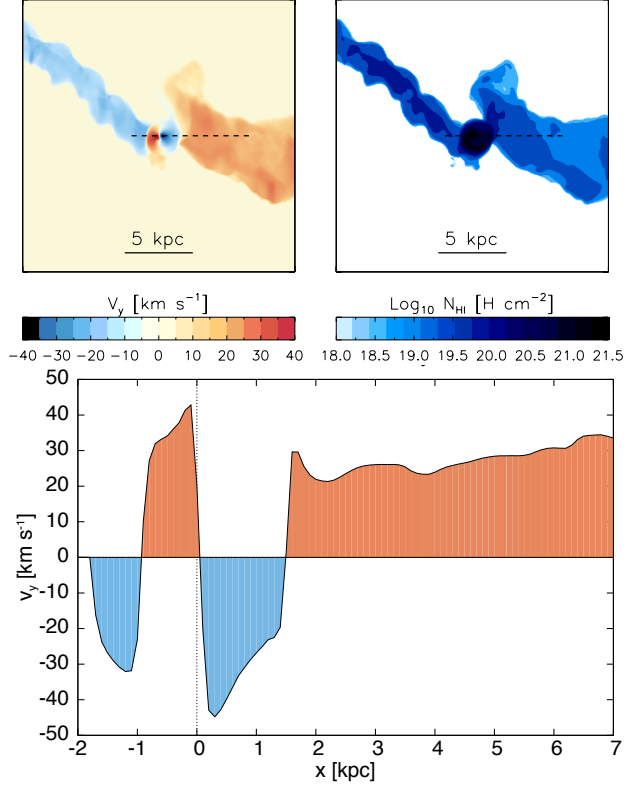 5 kpc
5 kpc
V_y [km s⁻¹]
Log₁₀ N_HI [H cm⁻²]
−40 −30 −20 −10 0 10 20 30 40
18.0 18.5 19.0 19.5 20.0 20.5 21.0 21.5
50
40
30
20
10
0
-10
-20
-30
-40
-50
v_y [km s⁻¹]
-2 -1 0 1 2 3 4 5 6 7
x [kpc]